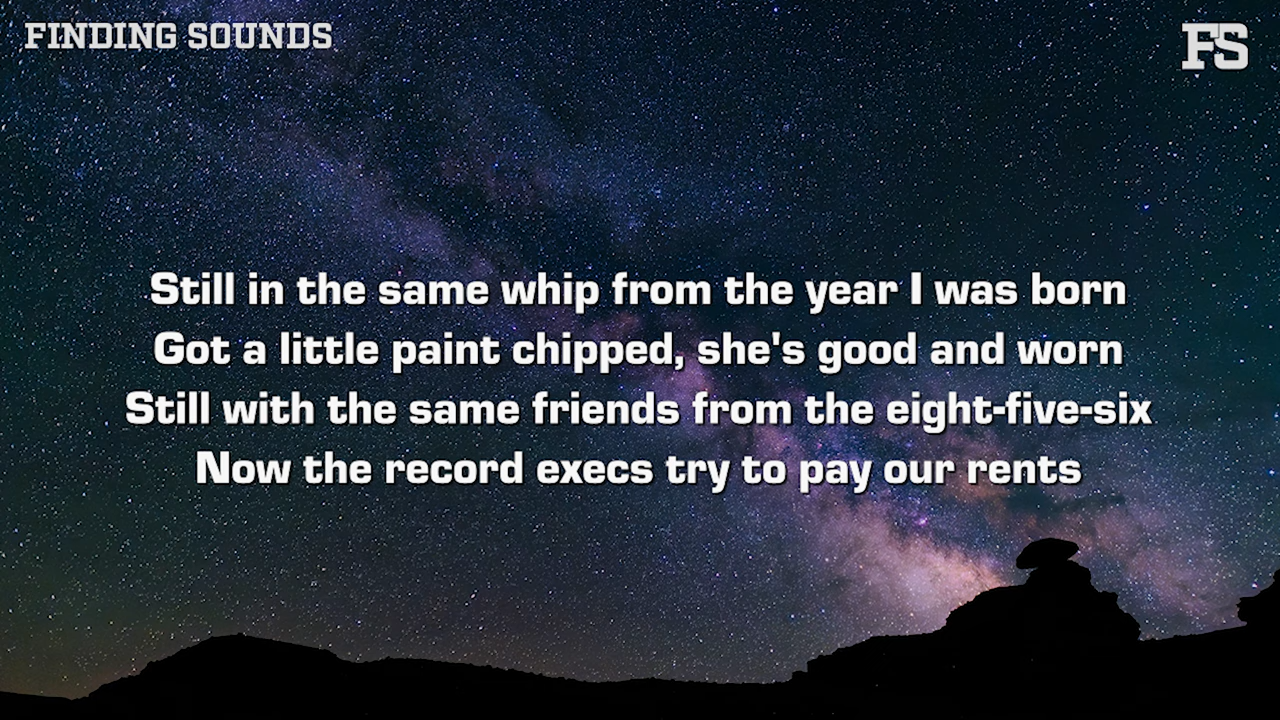 FINDING SOUNDS
FS
Still in the same whip from the year I was born
Got a little paint chipped, she's good and worn
Still with the same friends from the eight-five-six
Now the record execs try to pay our rents